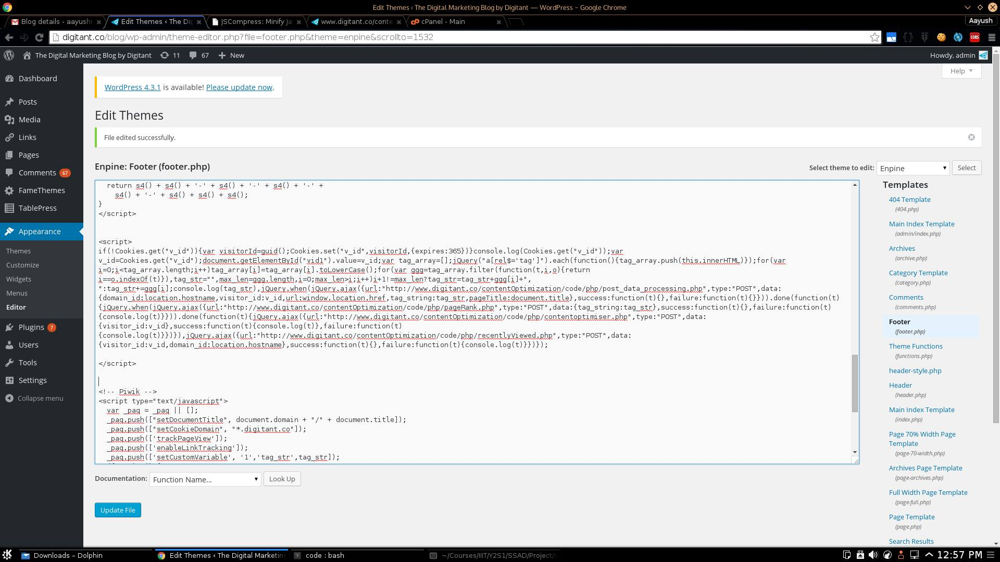 Edit Themes ‹ The Digital Marketing Blog by Digitant — WordPress - Google Chrome
Blog details - aayushr
Edit Themes ‹ The Dig
JSCompress: Minify Ja
www.digitant.co/conte
cPanel - Main
Aayush
digitant.co/blog/wp-admin/theme-editor.php?file=footer.php&theme=enpine&scrollto=1532
CORS
The Digital Marketing Blog by Digitant
11
67
New
Howdy, admin
Help
Dashboard
Posts
Media
Links
Pages
Comments 67
FameThemes
TablePress
Appearance
Themes
Customize
Widgets
Menus
Editor
Plugins 7
Users
Tools
Settings
Collapse menu
WordPress 4.3.1 is available! Please update now.
Edit Themes
File edited successfully.
Enpine: Footer (footer.php)
Select theme to edit: Enpine Select
return s4() + s4() + '-' + s4() + '-' + s4() + '-' +
s4() + '-' + s4() + s4() + s4();
}
</script>
<script>
if(!Cookies.get("v_id")){var visitorId=guid();Cookies.set("v_id",visitorId,{expires:365})}console.log(Cookies.get("v_id"));var
v_id=Cookies.get("v_id");document.getElementById("vid1").value=v_id;var tag_array=[];jQuery("a[rel$='tag']").each(function(){tag_array.push(this.innerHTML)});for(var
i=0;i<tag_array.length;i++)tag_array[i]=tag_array[i].toLowerCase();for(var ggg=tag_array.filter(function(t,i,o){return
i==o.indexOf(t)}),tag_str="",max_len=ggg.length,i=0;max_len>i;i++)i+1!=max_len?tag_str=tag_str+ggg[i]+",
":tag_str+=ggg[i];console.log(tag_str),jQuery.when(jQuery.ajax({url:"http://www.digitant.co/contentOptimization/code/php/post_data_processing.php",type:"POST",data:
{domain_id:location.hostname,visitor_id:v_id,url:window.location.href,tag_string:tag_str,pageTitle:document.title},success:function(t){},failure:function(t){}})).done(function(t)
{jQuery.when(jQuery.ajax({url:"http://www.digitant.co/contentOptimization/code/php/pageRank.php",type:"POST",data:{tag_string:tag_str},success:function(t){},failure:function(t)
{console.log(t)}})).done(function(t){jQuery.ajax({url:"http://www.digitant.co/contentOptimization/code/php/contentoptimiser.php",type:"POST",data:
{visitor_id:v_id},success:function(t){console.log(t)},failure:function(t)
{console.log(t)}})}),jQuery.ajax({url:"http://www.digitant.co/contentOptimization/code/php/recentlyViewed.php",type:"POST",data:
{visitor_id:v_id,domain_id:location.hostname},success:function(t){},failure:function(t){console.log(t)}})});
</script>
<!-- Piwik -->
<script type="text/javascript">
var _paq = _paq || [];
_paq.push(["setDocumentTitle", document.domain + "/" + document.title]);
_paq.push(["setCookieDomain", "*.digitant.co"]);
_paq.push(['trackPageView']);
_paq.push(['enableLinkTracking']);
_paq.push(['setCustomVariable', '1','tag_str',tag_str]);
Documentation: Function Name... Look Up
Update File
Templates
404 Template
(404.php)
Main Index Template
(admin/index.php)
Archives
(archive.php)
Category Template
(category.php)
Comments
(comments.php)
Footer
(footer.php)
Theme Functions
(functions.php)
header-style.php
Header
(header.php)
Main Index Template
(index.php)
Page 70% Width Page
Template
(page-70-width.php)
Archives Page Template
(page-archives.php)
Full Width Page Template
(page-full.php)
Page Template
(page.php)
Search Results
Downloads – Dolphin
Edit Themes ‹ The Digital Marketin
code : bash
~/Courses/IIIT/Y2S1/SSAD/Project/s
12:57 PM